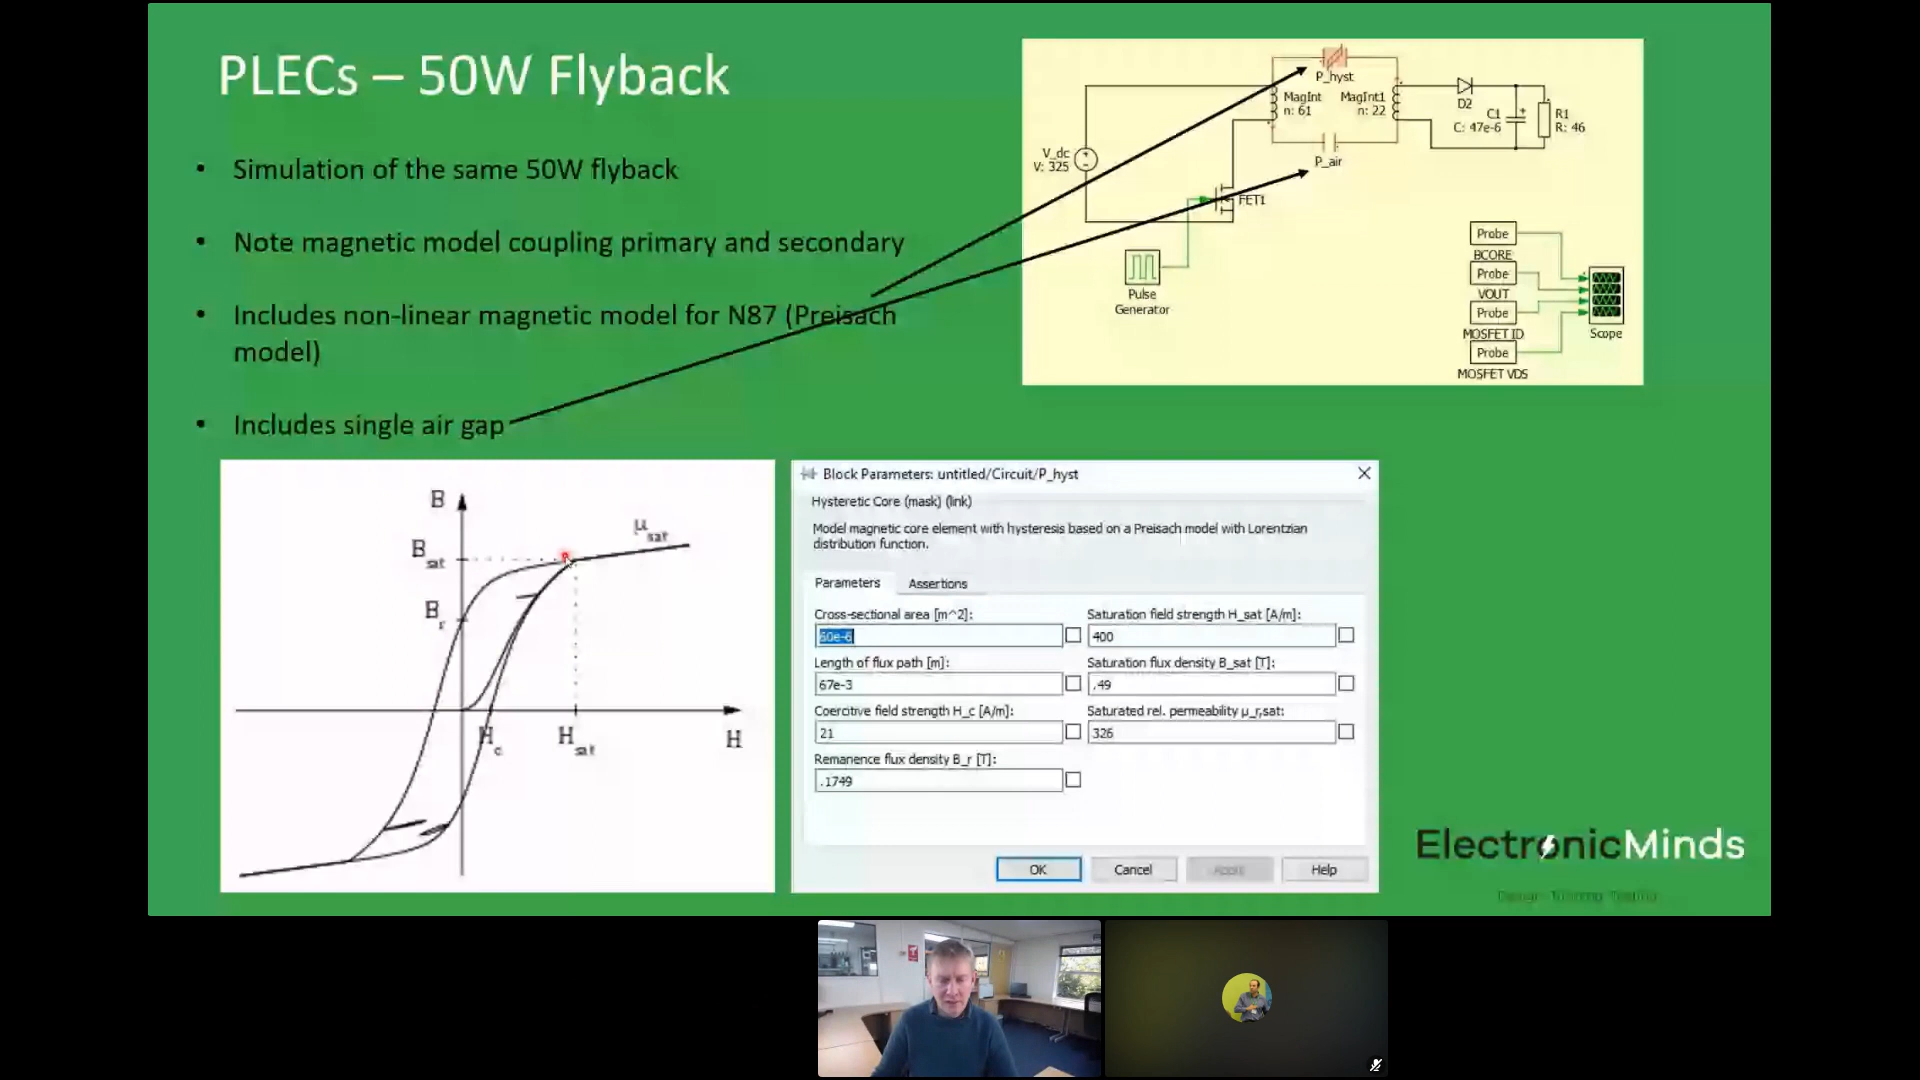 PLECs – 50W Flyback
• Simulation of the same 50W flyback
• Note magnetic model coupling primary and secondary
• Includes non-linear magnetic model for N87 (Preisach
model)
• Includes single air gap
P_hyst
MagInt
n: 61
MagInt1
n: 22
D2
C1
C: 47e-6
R1
R: 46
V_dc
V: 325
P_air
FET1
Pulse
Generator
Probe
BCORE
Probe
VOUT
Probe
MOSFET ID
Probe
MOSFET VDS
Scope
B
B sat
B r
μ sat
H c
H sat
H
Block Parameters: untitled/Circuit/P_hyst
Hysteretic Core (mask) (link)
Model magnetic core element with hysteresis based on a Preisach model with Lorentzian
distribution function.
Parameters Assertions
Cross-sectional area [m^2]: Saturation field strength H_sat [A/m]:
60e-6 400
Length of flux path [m]: Saturation flux density B_sat [T]:
67e-3 .49
Coercitive field strength H_c [A/m]: Saturated rel. permeability μ_r,sat:
21 326
Remanence flux density B_r [T]:
.1749
OK Cancel Apply Help
ElectronicMinds